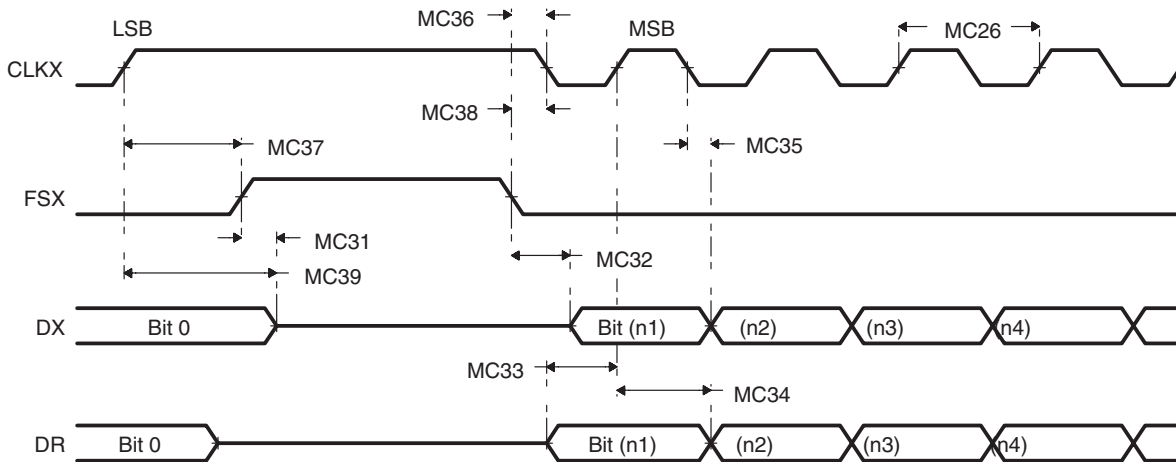 LSB
MC36
MSB
MC26
CLKX
MC38
MC37
MC35
FSX
MC31
MC32
MC39
DX
Bit 0
Bit (n1)
(n2)
(n3)
(n4)
MC33
MC34
DR
Bit 0
Bit (n1)
(n2)
(n3)
(n4)